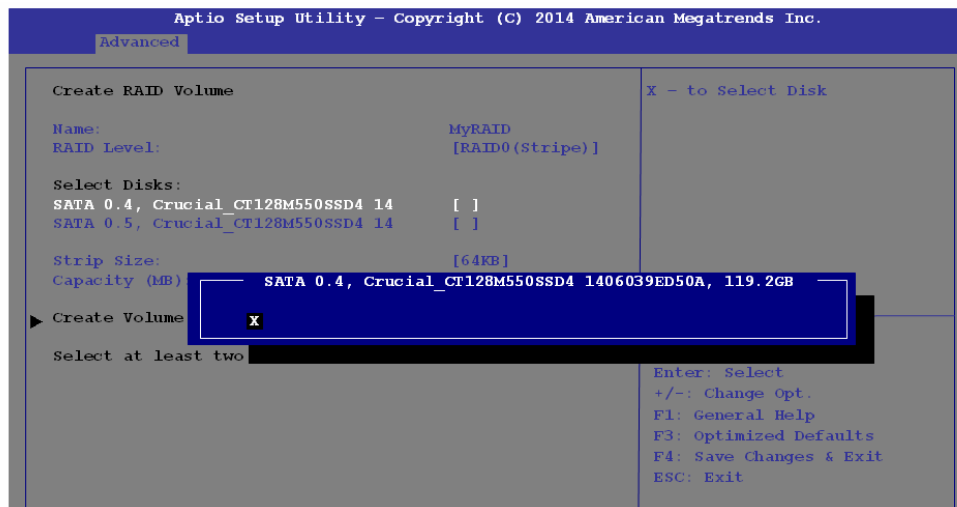 Aptio Setup Utility – Copyright (C) 2014 American Megatrends Inc.
Advanced
Create RAID Volume
Name: MyRAID
RAID Level: [RAID0(Stripe)]
Select Disks:
SATA 0.4, Crucial_CT128M550SSD4 14 [ ]
SATA 0.5, Crucial_CT128M550SSD4 14 [ ]
Strip Size: [64KB]
Capacity (MB)
SATA 0.4, Crucial_CT128M550SSD4 1406039ED50A, 119.2GB
X
Create Volume
Select at least two
X – to Select Disk
Enter: Select
+/-: Change Opt.
F1: General Help
F3: Optimized Defaults
F4: Save Changes & Exit
ESC: Exit